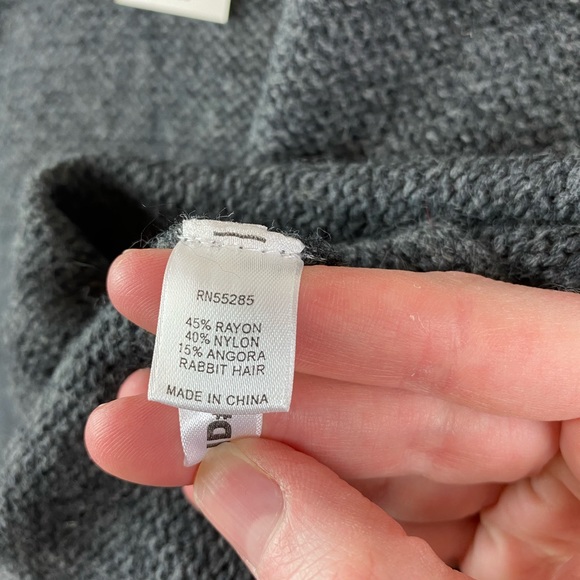 RN55285
45% RAYON
40% NYLON
15% ANGORA
RABBIT HAIR
MADE IN CHINA